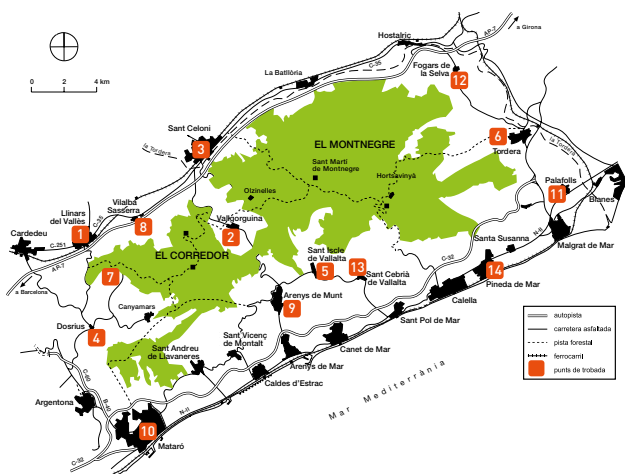 a Girona
AP-7
Hostalric
C-35
La Batllòria
Fogars de
la Selva
12
0 2 4 km
la Tordera
Sant Celoni
3
EL MONTNEGRE
6
Tordera
la Tordera
Sant Martí
de Montnegre
Hortsavinyà
Olzinelles
Palafolls
11
Blanes
Vilalba
Sasserra
8
Llinars
del Vallès
1
C-35
Cardedeu
C-251
AP-7
a Barcelona
Vallgorguina
2
EL CORREDOR
Sant Iscle
de Vallalta
5
13
Sant Cebrià
de Vallalta
C-32
Santa Susanna
N-II
Malgrat de Mar
14
Pineda de Mar
7
Calella
Arenys de Munt
9
Canyamars
Dosrius
4
Sant Pol de Mar
Sant Vicenç
de Montalt
Sant Andreu
de Llavaneres
Canet de Mar
Arenys de Mar
Caldes d'Estrac
C-60
B-40
Argentona
N-II
10
Mataró
C-32
Mar Mediterrània
autopista
carretera asfaltada
pista forestal
ferrocarril
punts de trobada